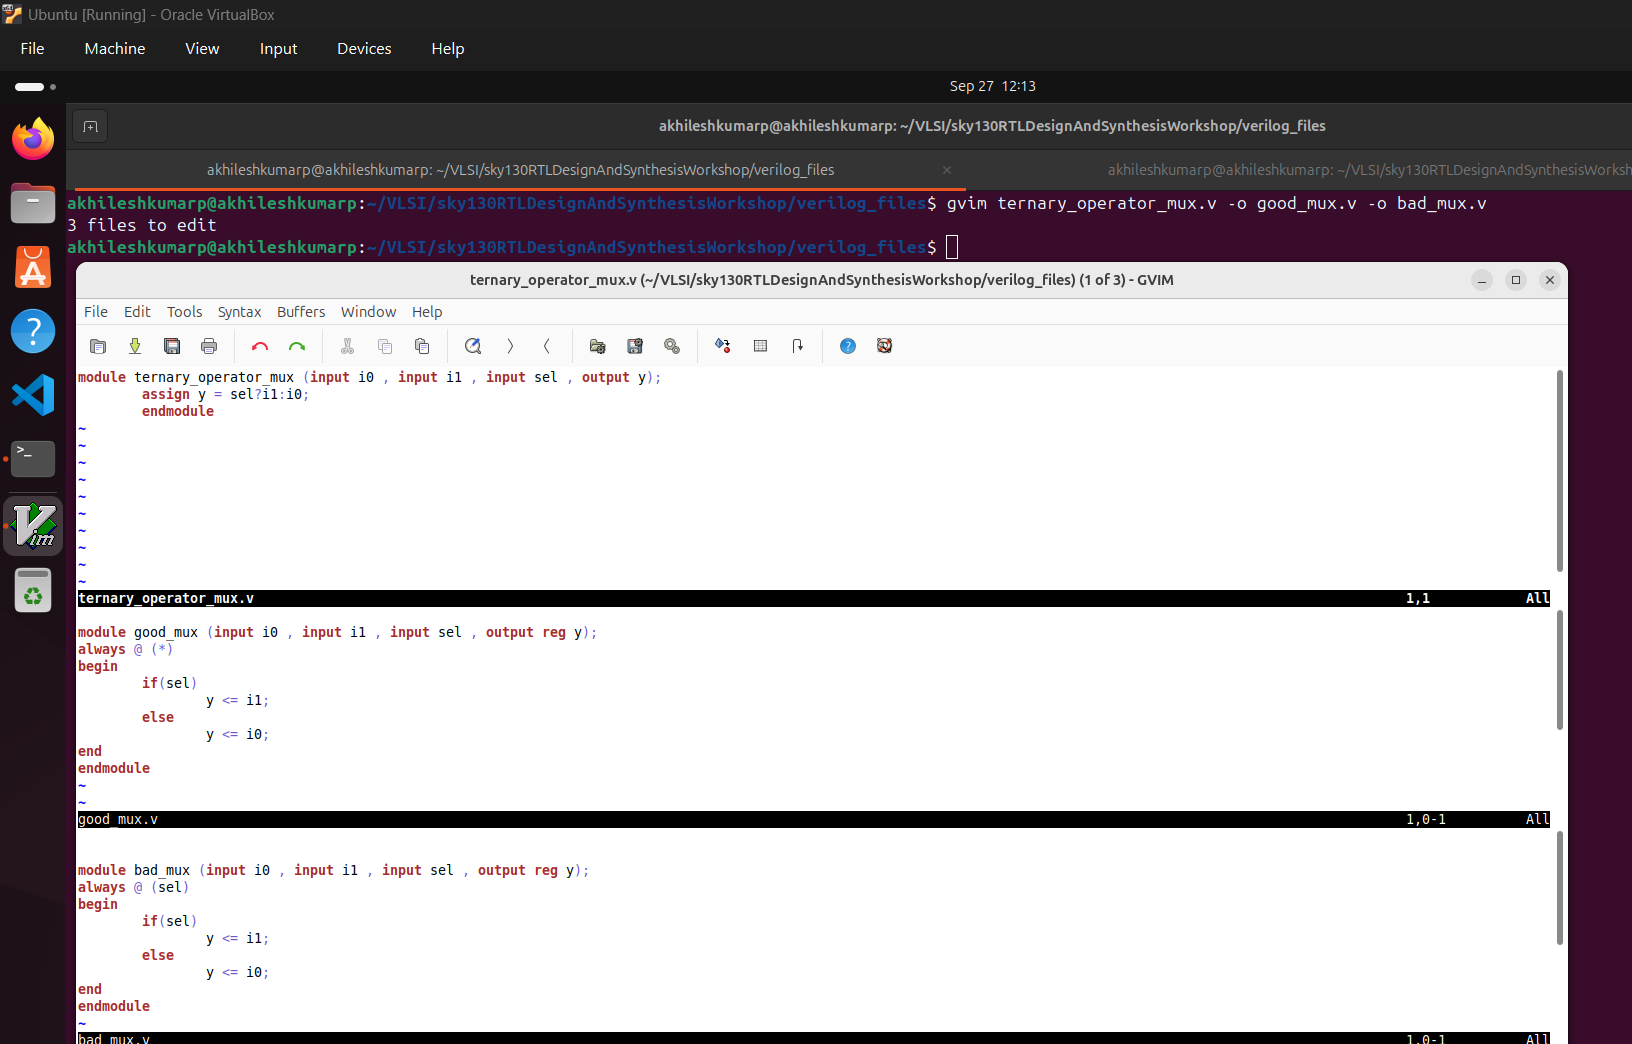 Ubuntu [Running] - Oracle VirtualBox
File Machine View Input Devices Help
Sep 27 12:13
akhileshkumarp@akhileshkumarp: ~/VLSI/sky130RTLDesignAndSynthesisWorkshop/verilog_files
akhileshkumarp@akhileshkumarp: ~/VLSI/sky130RTLDesignAndSynthesisWorkshop/verilog_files × akhileshkumarp@akhileshkumarp: ~/VLSI/sky130RTLDesignAndSynthesisWorksh
akhileshkumarp@akhileshkumarp:~/VLSI/sky130RTLDesignAndSynthesisWorkshop/verilog_files$ gvim ternary_operator_mux.v -o good_mux.v -o bad_mux.v
3 files to edit
akhileshkumarp@akhileshkumarp:~/VLSI/sky130RTLDesignAndSynthesisWorkshop/verilog_files$
ternary_operator_mux.v (~/VLSI/sky130RTLDesignAndSynthesisWorkshop/verilog_files) (1 of 3) - GVIM
File Edit Tools Syntax Buffers Window Help
module ternary_operator_mux (input i0 , input i1 , input sel , output y);
        assign y = sel?i1:i0;
        endmodule
~
~
~
~
~
~
~
~
~
~
ternary_operator_mux.v 1,1 All
module good_mux (input i0 , input i1 , input sel , output reg y);
always @ (*)
begin
        if(sel)
                y <= i1;
        else
                y <= i0;
end
endmodule
~
~
good_mux.v 1,0-1 All
module bad_mux (input i0 , input i1 , input sel , output reg y);
always @ (sel)
begin
        if(sel)
                y <= i1;
        else
                y <= i0;
end
endmodule
~
bad_mux.v 1,0-1 All